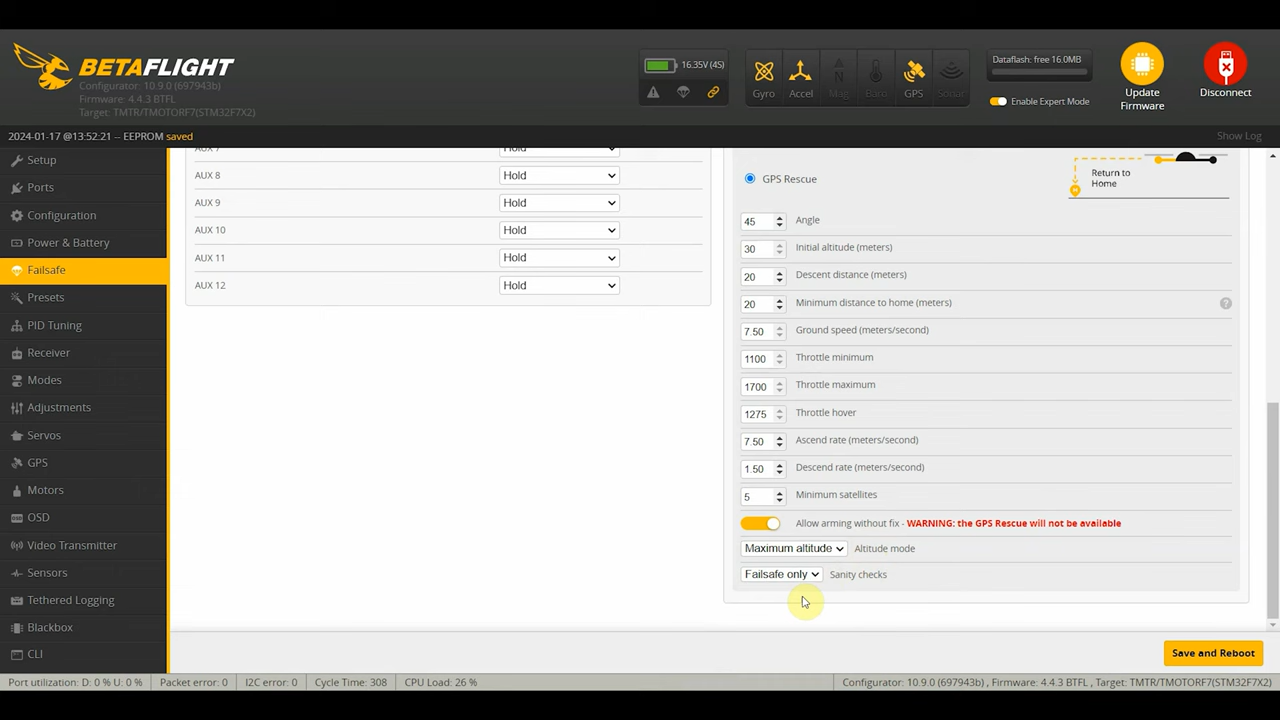 BETAFLIGHT
Configurator: 10.9.0 (697943b)
Firmware: 4.4.3 BTFL
Target: TMTR/TMOTORF7(STM32F7X2)
16.35V (4S)
Gyro
Accel
Mag
Baro
GPS
Sonar
Dataflash: free 16.0MB
Enable Expert Mode
Update Firmware
Disconnect
2024-01-17 @13:52:21 -- EEPROM saved
Show Log
Setup
Ports
Configuration
Power & Battery
Failsafe
Presets
PID Tuning
Receiver
Modes
Adjustments
Servos
GPS
Motors
OSD
Video Transmitter
Sensors
Tethered Logging
Blackbox
CLI
AUX 7 Hold
AUX 8 Hold
AUX 9 Hold
AUX 10 Hold
AUX 11 Hold
AUX 12 Hold
GPS Rescue
Return to
Home
45 Angle
30 Initial altitude (meters)
20 Descent distance (meters)
20 Minimum distance to home (meters) ?
7.50 Ground speed (meters/second)
1100 Throttle minimum
1700 Throttle maximum
1275 Throttle hover
7.50 Ascend rate (meters/second)
1.50 Descend rate (meters/second)
5 Minimum satellites
Allow arming without fix - WARNING: the GPS Rescue will not be available
Maximum altitude Altitude mode
Failsafe only Sanity checks
Save and Reboot
Port utilization: D: 0 % U: 0 % Packet error: 0 I2C error: 0 Cycle Time: 308 CPU Load: 26 % Configurator: 10.9.0 (697943b) , Firmware: 4.4.3 BTFL , Target: TMTR/TMOTORF7(STM32F7X2)